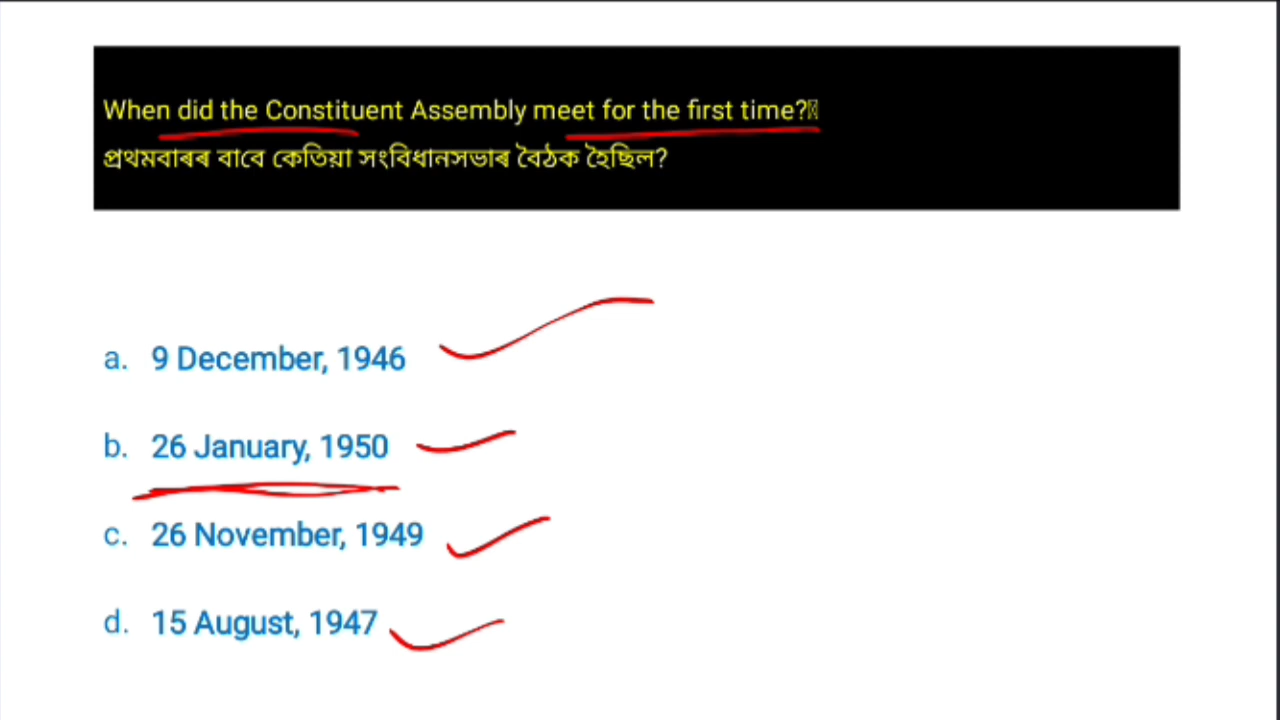 When did the Constituent Assembly meet for the first time?
প্ৰথমবাৰৰ বাবে কেতিয়া সংবিধানসভাৰ বৈঠক হৈছিল?
a. 9 December, 1946
b. 26 January, 1950
c. 26 November, 1949
d. 15 August, 1947